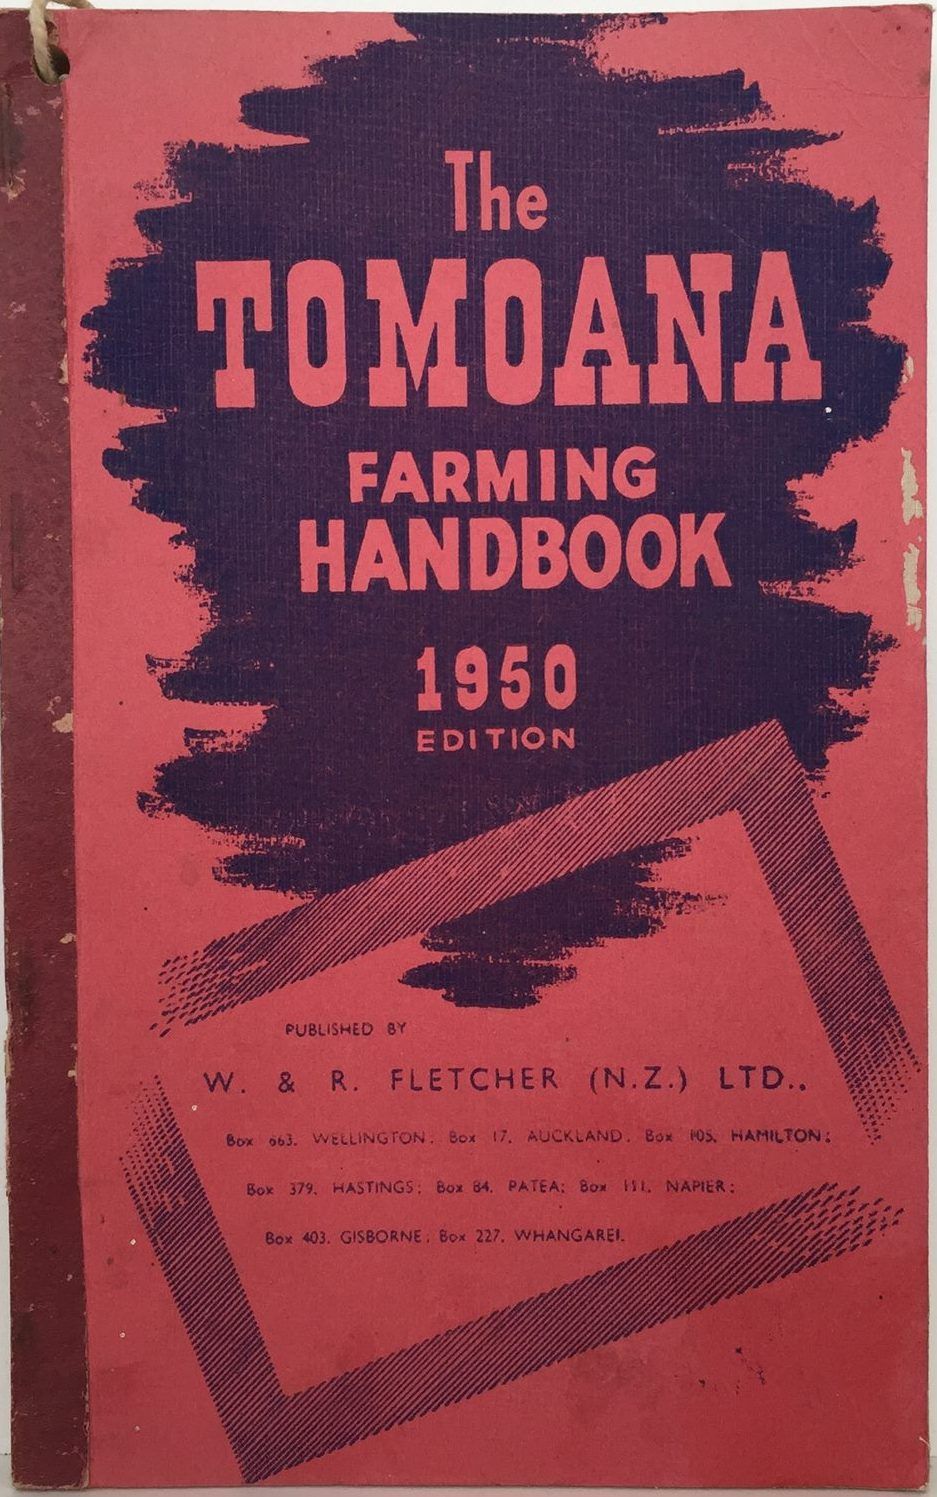 The
TOMOANA
FARMING
HANDBOOK
1950
EDITION
PUBLISHED BY
W. & R. FLETCHER (N.Z.) LTD.,
Box 663, WELLINGTON; Box 17, AUCKLAND; Box 105, HAMILTON;
Box 379, HASTINGS; Box 84, PATEA; Box 111, NAPIER;
Box 403, GISBORNE; Box 227, WHANGAREI.